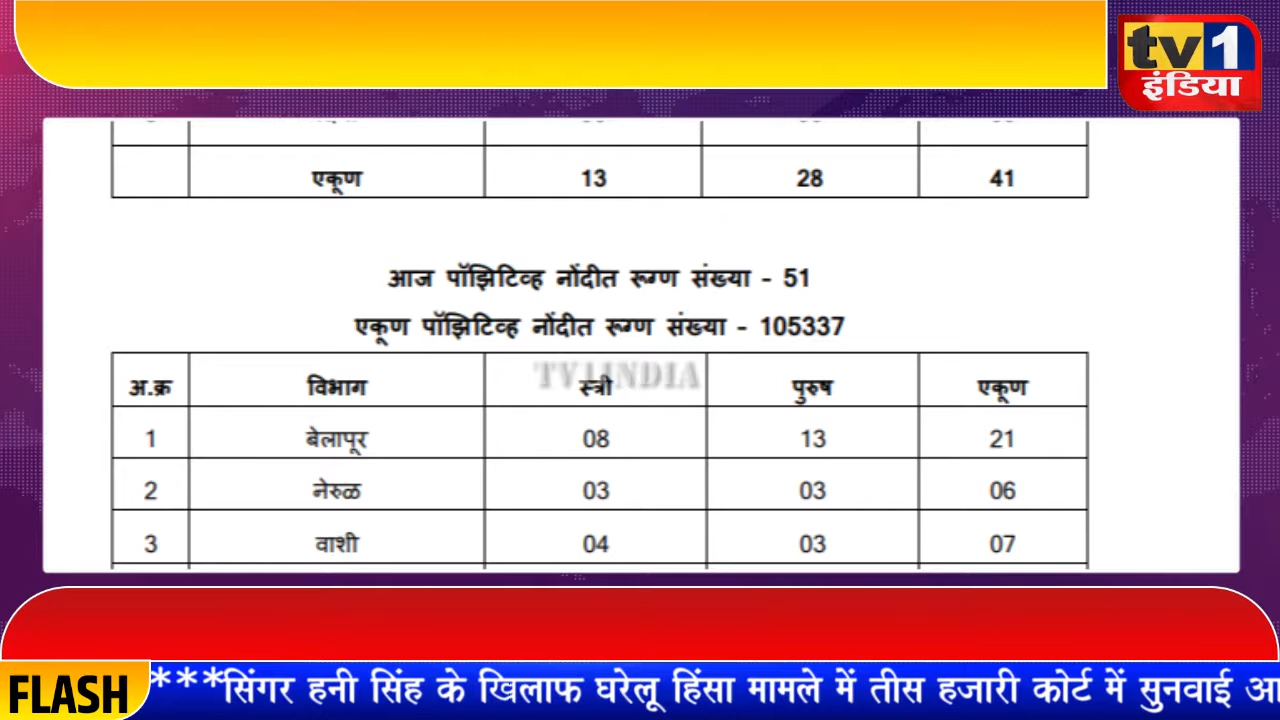 tv1
इंडिया
एकूण 13 28 41
आज पॉझिटिव्ह नोंदीत रूग्ण संख्या - 51
एकूण पॉझिटिव्ह नोंदीत रूग्ण संख्या - 105337
TV1INDIA
अ.क्र विभाग स्त्री पुरुष एकूण
1 बेलापूर 08 13 21
2 नेरुळ 03 03 06
3 वाशी 04 03 07
FLASH ***सिंगर हनी सिंह के खिलाफ घरेलू हिंसा मामले में तीस हजारी कोर्ट में सुनवाई